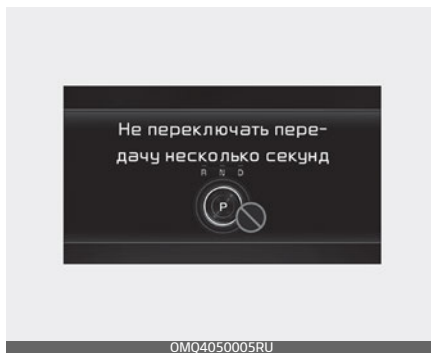 Не переключать пере-
дачу несколько секунд
R N D
P
OMQ4050005RU